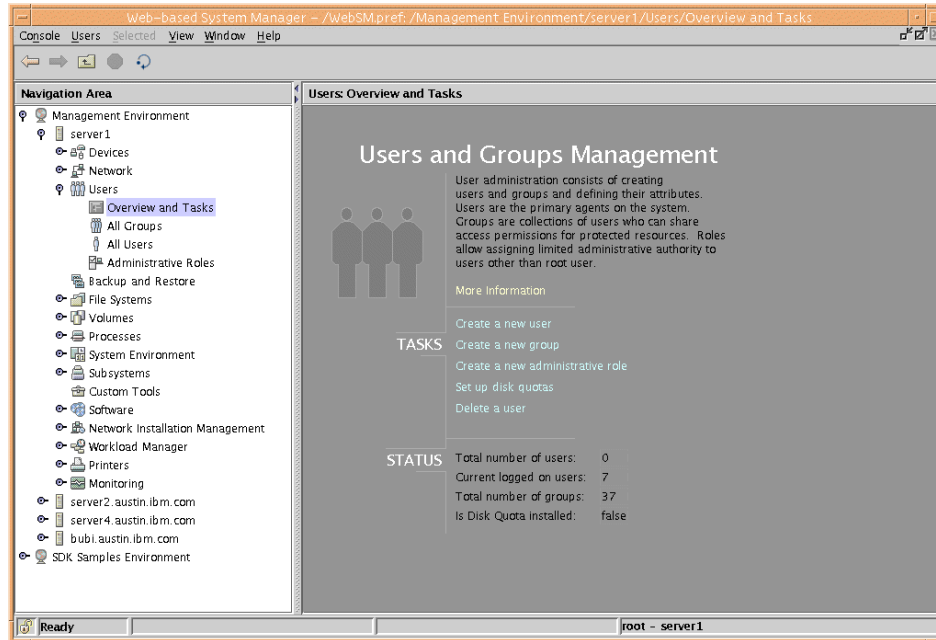 Web-based System Manager - /WebSM.pref: /Management Environment/server1/Users/Overview and Tasks
Console Users Selected View Window Help
Navigation Area
Management Environment
server1
Devices
Network
Users
Overview and Tasks
All Groups
All Users
Administrative Roles
Backup and Restore
File Systems
Volumes
Processes
System Environment
Subsystems
Custom Tools
Software
Network Installation Management
Workload Manager
Printers
Monitoring
server2.austin.ibm.com
server4.austin.ibm.com
bubi.austin.ibm.com
SDK Samples Environment
Users: Overview and Tasks
Users and Groups Management
User administration consists of creating
users and groups and defining their attributes.
Users are the primary agents on the system.
Groups are collections of users who can share
access permissions for protected resources. Roles
allow assigning limited administrative authority to
users other than root user.
More Information
TASKS
Create a new user
Create a new group
Create a new administrative role
Set up disk quotas
Delete a user
STATUS
Total number of users: 0
Current logged on users: 7
Total number of groups: 37
Is Disk Quota installed: false
Ready
root - server1